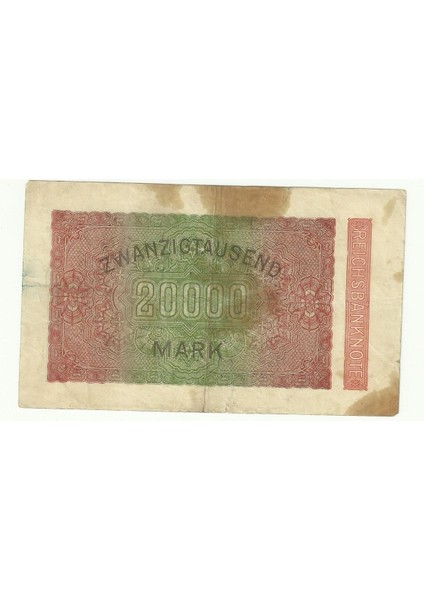 ZWANZIGTAUSEND
20000
MARK
REICHSBANKNOTE